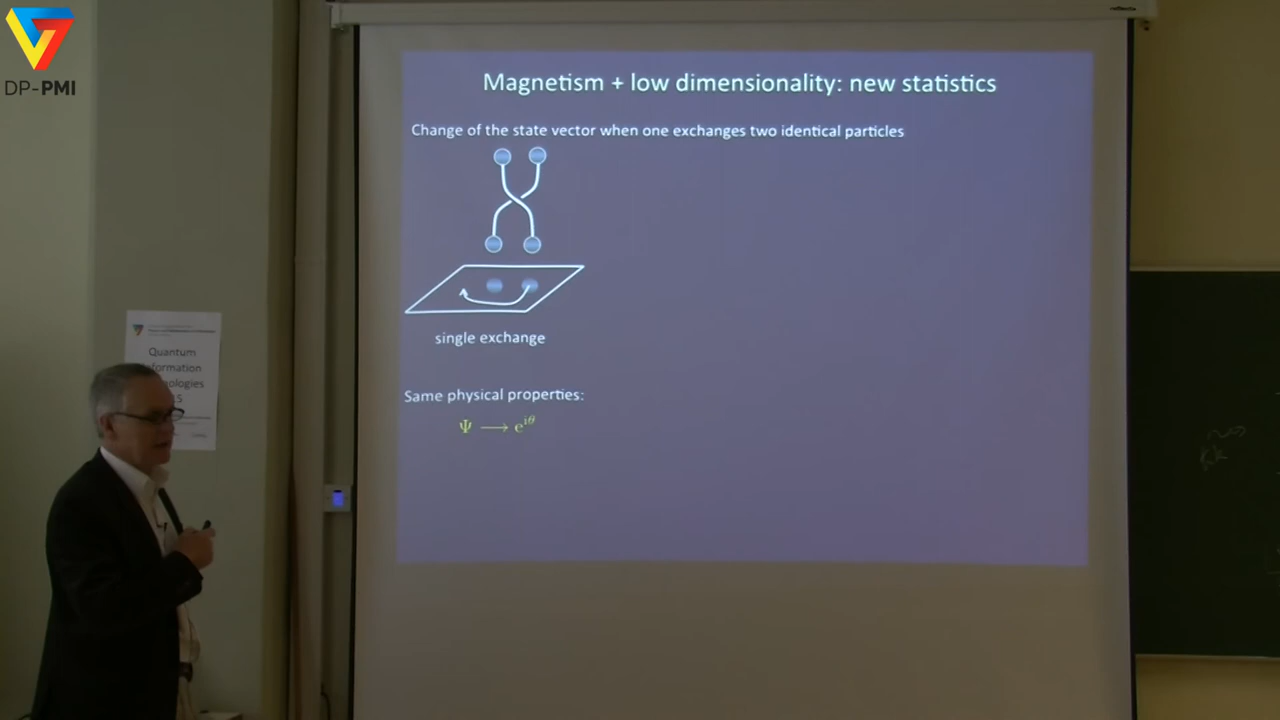 DP-PMI
Magnetism + low dimensionality: new statistics
Change of the state vector when one exchanges two identical particles
single exchange
Same physical properties:
Ψ ⟶ e^{iθ}
Quantum